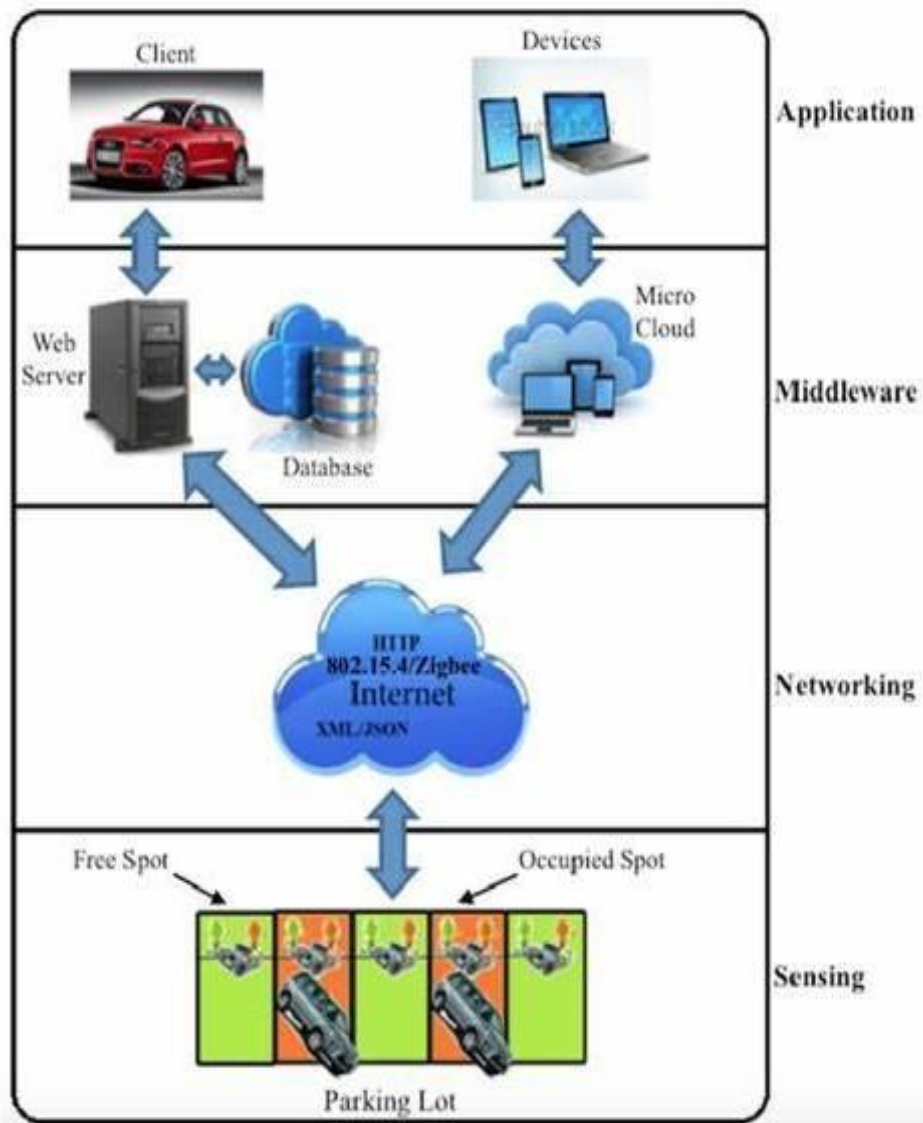 Client
Devices
Application
Web
Server
Database
Micro
Cloud
Middleware
HTTP
802.15.4/Zigbee
Internet
XML/JSON
Networking
Free Spot
Occupied Spot
Sensing
Parking Lot